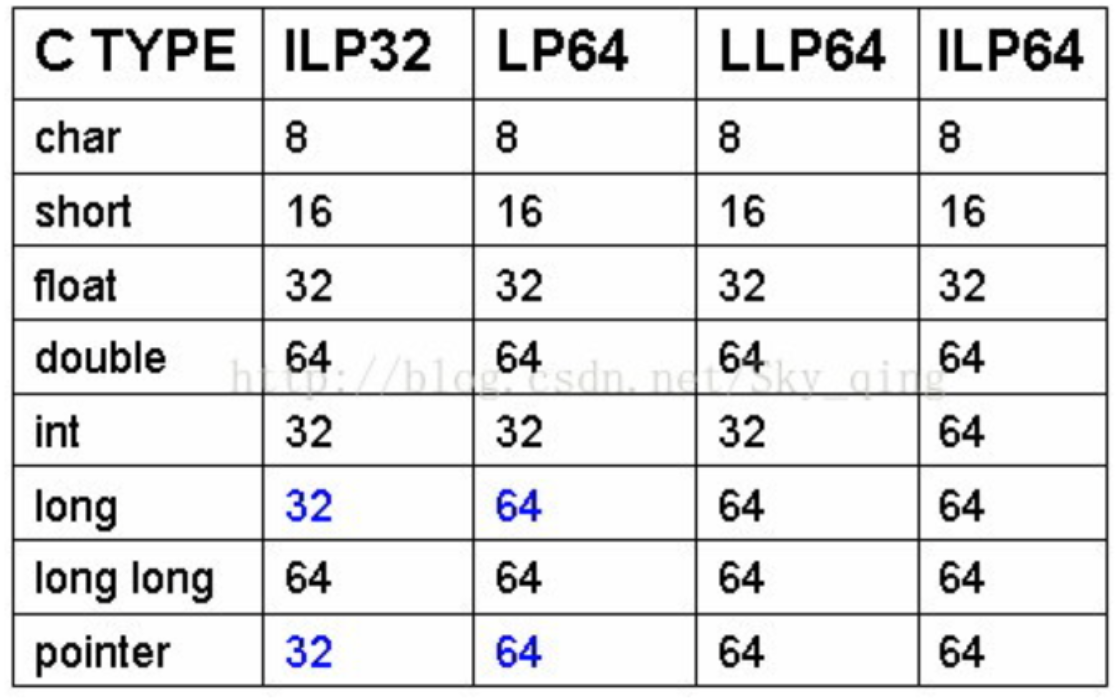 C TYPE ILP32 LP64 LLP64 ILP64
char 8 8 8 8
short 16 16 16 16
float 32 32 32 32
double 64 64 64 64
http://blog.csdn.net/Sky_qing
int 32 32 32 64
long 32 64 64 64
long long 64 64 64 64
pointer 32 64 64 64